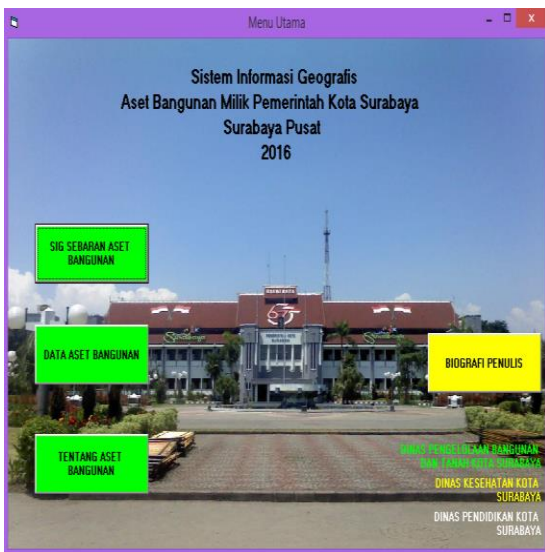 Menu Utama
Sistem Informasi Geografis
Aset Bangunan Milik Pemerintah Kota Surabaya
Surabaya Pusat
2016
SIG SEBARAN ASET
BANGUNAN
DATA ASET BANGUNAN
BIOGRAFI PENULIS
TENTANG ASET
BANGUNAN
DINAS PENGELOLAAN BANGUNAN
DAN TANAH KOTA SURABAYA
DINAS KESEHATAN KOTA
SURABAYA
DINAS PENDIDIKAN KOTA
SURABAYA